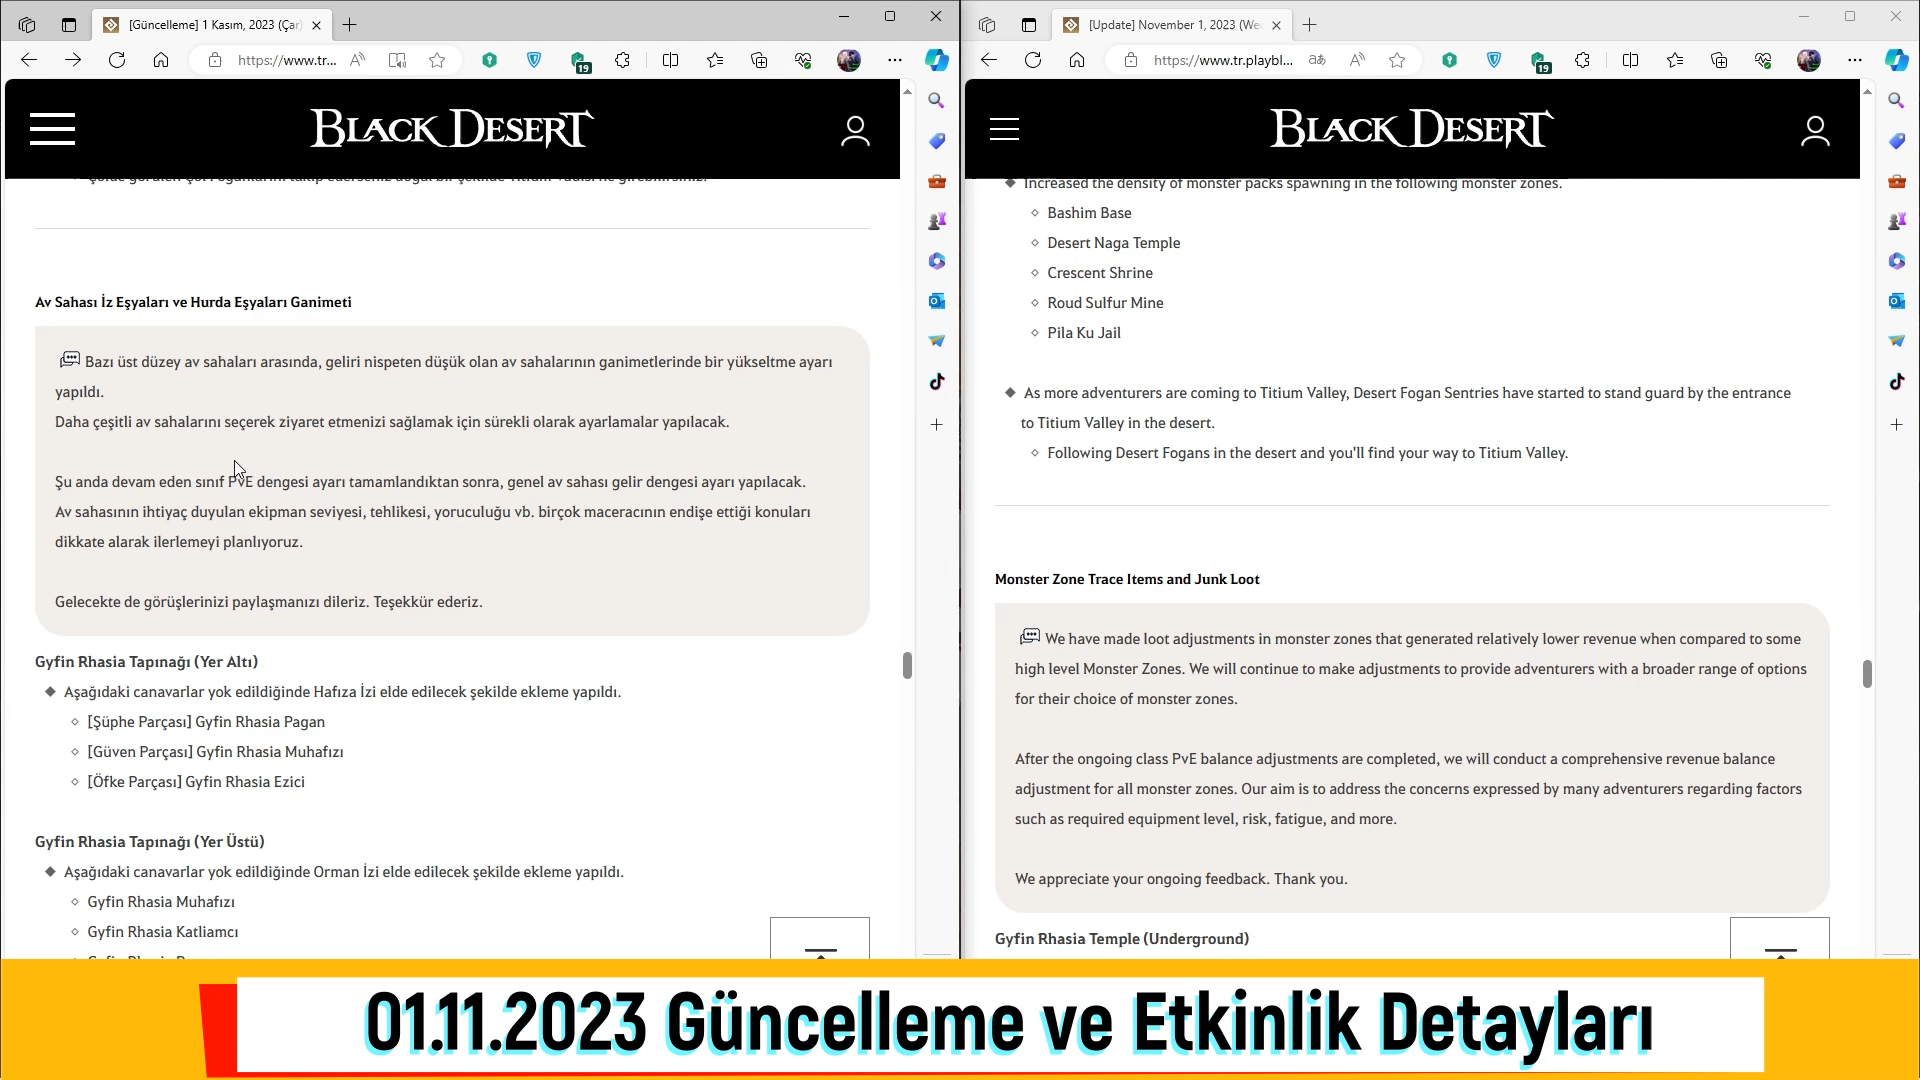 [Güncelleme] 1 Kasım, 2023 (Çar
https://www.tr...
19
BLACK DESERT
Çölde görülen Çöl Foganlarını takip ederseniz doğal bir şekilde Titium Vadisi'ne girebilirsiniz.
Av Sahası İz Eşyaları ve Hurda Eşyaları Ganimeti
Bazı üst düzey av sahaları arasında, geliri nispeten düşük olan av sahalarının ganimetlerinde bir yükseltme ayarı
yapıldı.
Daha çeşitli av sahalarını seçerek ziyaret etmenizi sağlamak için sürekli olarak ayarlamalar yapılacak.
Şu anda devam eden sınıf PvE dengesi ayarı tamamlandıktan sonra, genel av sahası gelir dengesi ayarı yapılacak.
Av sahasının ihtiyaç duyulan ekipman seviyesi, tehlikesi, yoruculuğu vb. birçok maceracının endişe ettiği konuları
dikkate alarak ilerlemeyi planlıyoruz.
Gelecekte de görüşlerinizi paylaşmanızı dileriz. Teşekkür ederiz.
Gyfin Rhasia Tapınağı (Yer Altı)
Aşağıdaki canavarlar yok edildiğinde Hafıza İzi elde edilecek şekilde ekleme yapıldı.
[Şüphe Parçası] Gyfin Rhasia Pagan
[Güven Parçası] Gyfin Rhasia Muhafızı
[Öfke Parçası] Gyfin Rhasia Ezici
Gyfin Rhasia Tapınağı (Yer Üstü)
Aşağıdaki canavarlar yok edildiğinde Orman İzi elde edilecek şekilde ekleme yapıldı.
Gyfin Rhasia Muhafızı
Gyfin Rhasia Katliamcı
[Update] November 1, 2023 (We
https://www.tr.playbl...
19
BLACK DESERT
Increased the density of monster packs spawning in the following monster zones.
Bashim Base
Desert Naga Temple
Crescent Shrine
Roud Sulfur Mine
Pila Ku Jail
As more adventurers are coming to Titium Valley, Desert Fogan Sentries have started to stand guard by the entrance
to Titium Valley in the desert.
Following Desert Fogans in the desert and you'll find your way to Titium Valley.
Monster Zone Trace Items and Junk Loot
We have made loot adjustments in monster zones that generated relatively lower revenue when compared to some
high level Monster Zones. We will continue to make adjustments to provide adventurers with a broader range of options
for their choice of monster zones.
After the ongoing class PvE balance adjustments are completed, we will conduct a comprehensive revenue balance
adjustment for all monster zones. Our aim is to address the concerns expressed by many adventurers regarding factors
such as required equipment level, risk, fatigue, and more.
We appreciate your ongoing feedback. Thank you.
Gyfin Rhasia Temple (Underground)
01.11.2023 Güncelleme ve Etkinlik Detayları